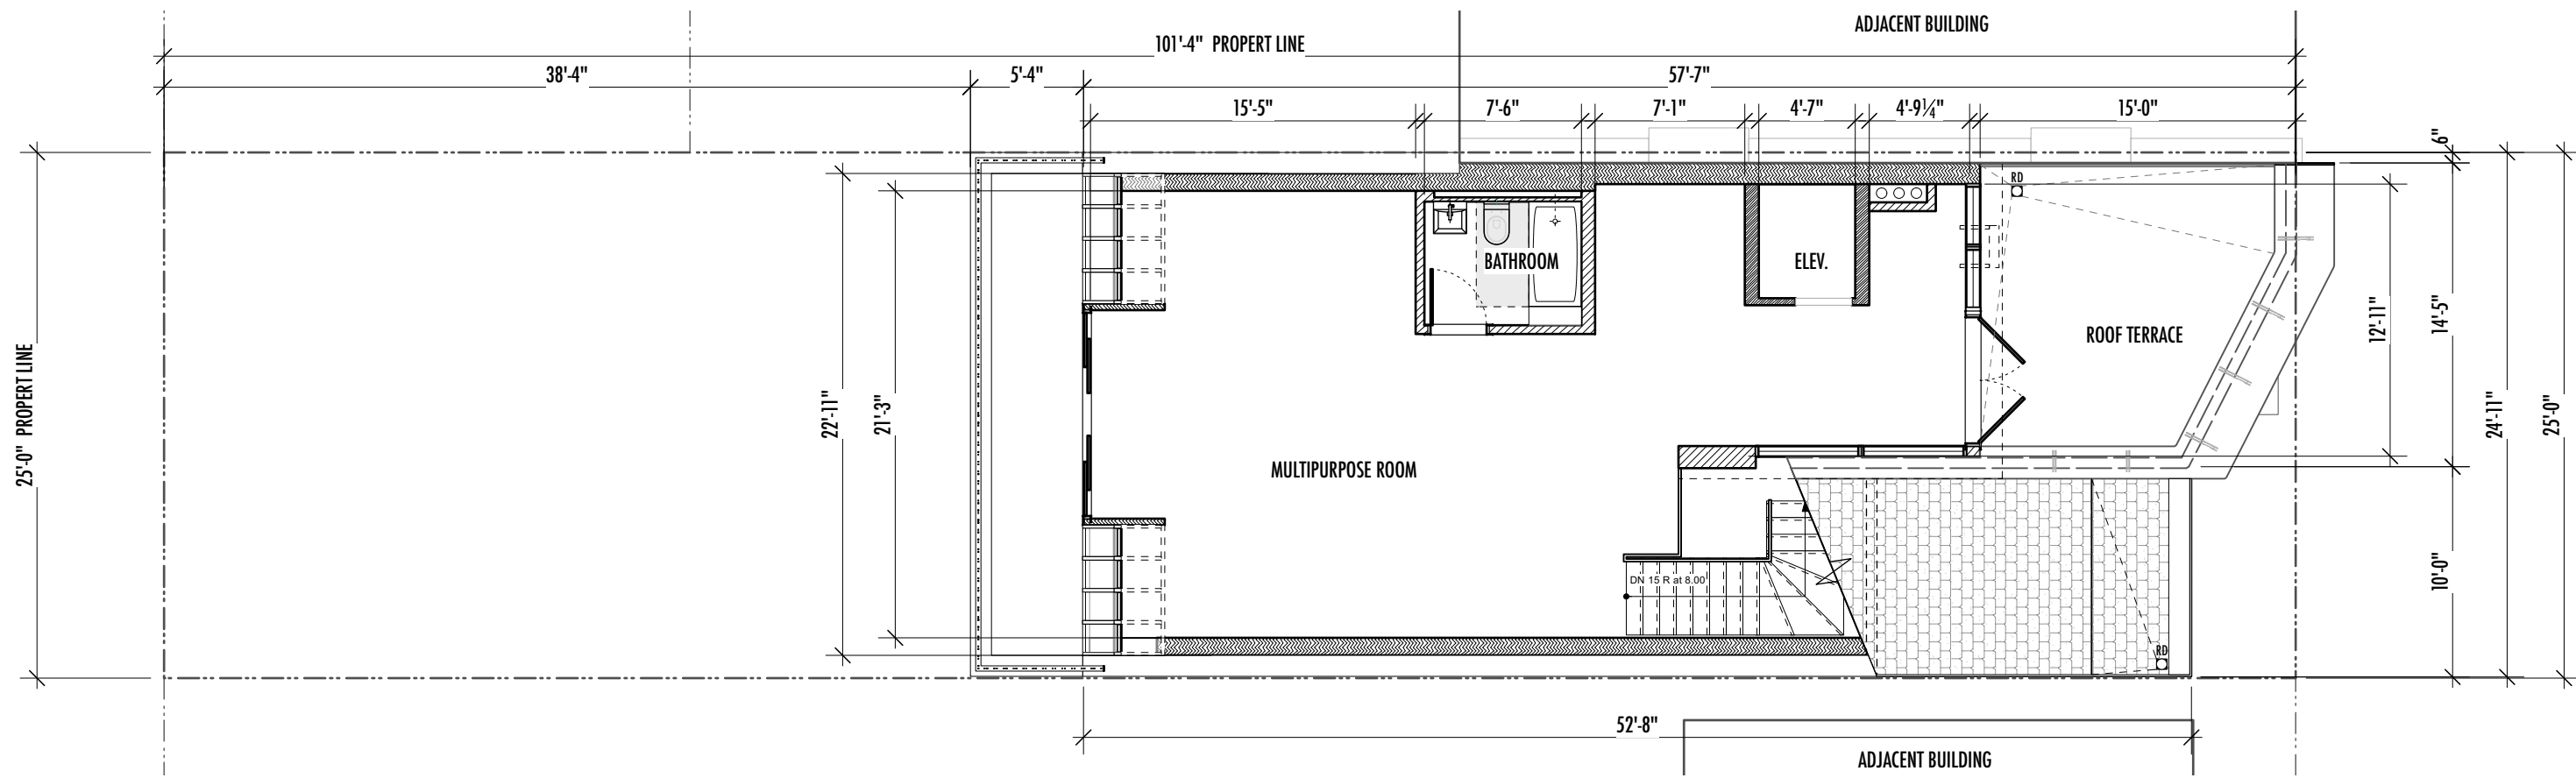 ADJACENT BUILDING
101'-4" PROPERT LINE
38'-4"
5'-4"
57'-7"
15'-5"
7'-6"
7'-1"
4'-7"
4'-9¼"
15'-0"
6"
RD
BATHROOM
ELEV.
ROOF TERRACE
25'-0" PROPERT LINE
22'-11"
21'-3"
12'-11"
14'-5"
24'-11"
25'-0"
MULTIPURPOSE ROOM
DN 15 R at 8.00
10'-0"
RD
52'-8"
ADJACENT BUILDING